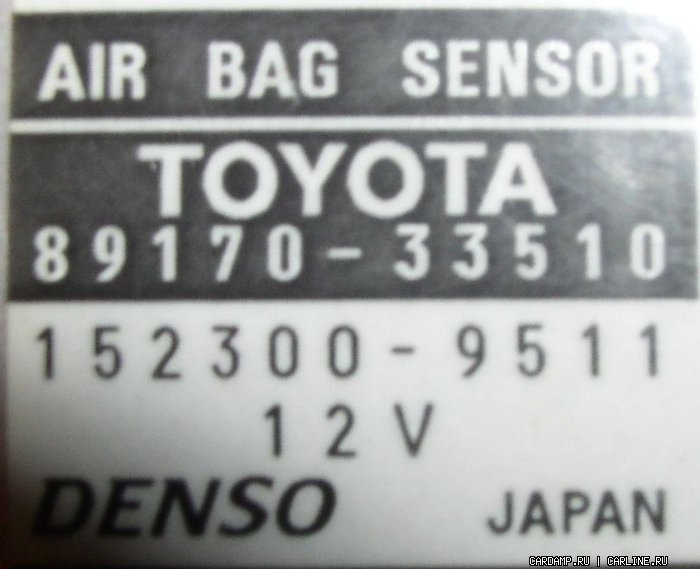 AIR BAG SENSOR
TOYOTA
89170-33510
152300-9511
12V
DENSO JAPAN
CARDAMP.RU | CARLINE.RU